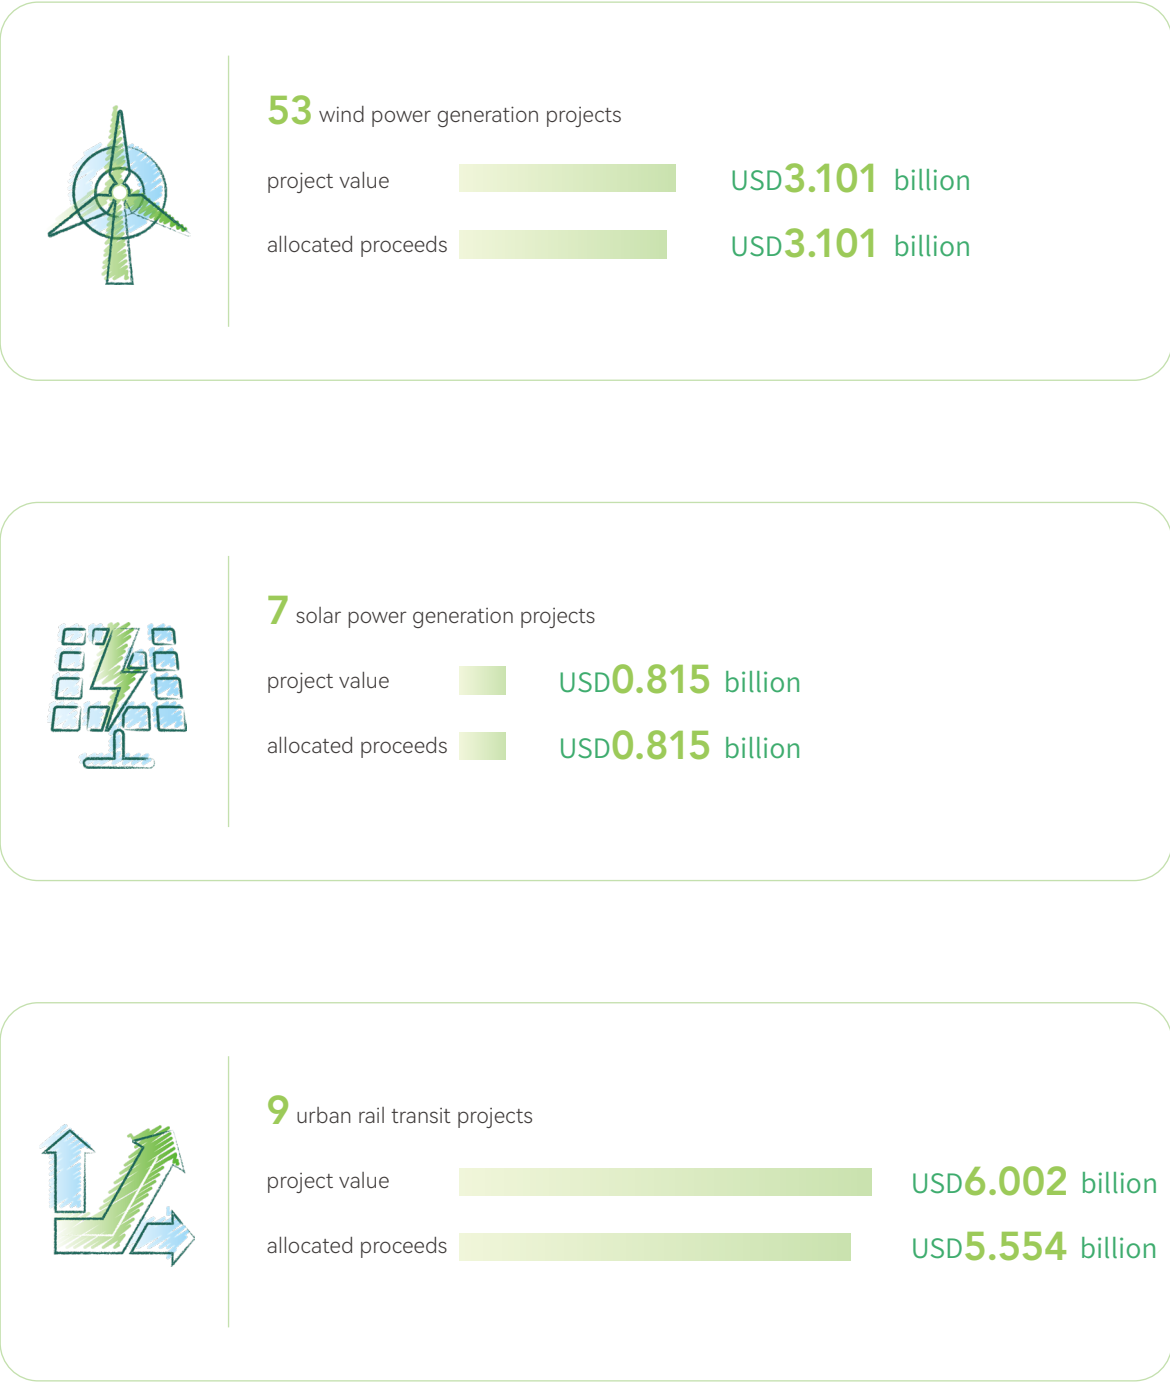 53 wind power generation projects
project value USD3.101 billion
allocated proceeds USD3.101 billion
7 solar power generation projects
project value USD0.815 billion
allocated proceeds USD0.815 billion
9 urban rail transit projects
project value USD6.002 billion
allocated proceeds USD5.554 billion